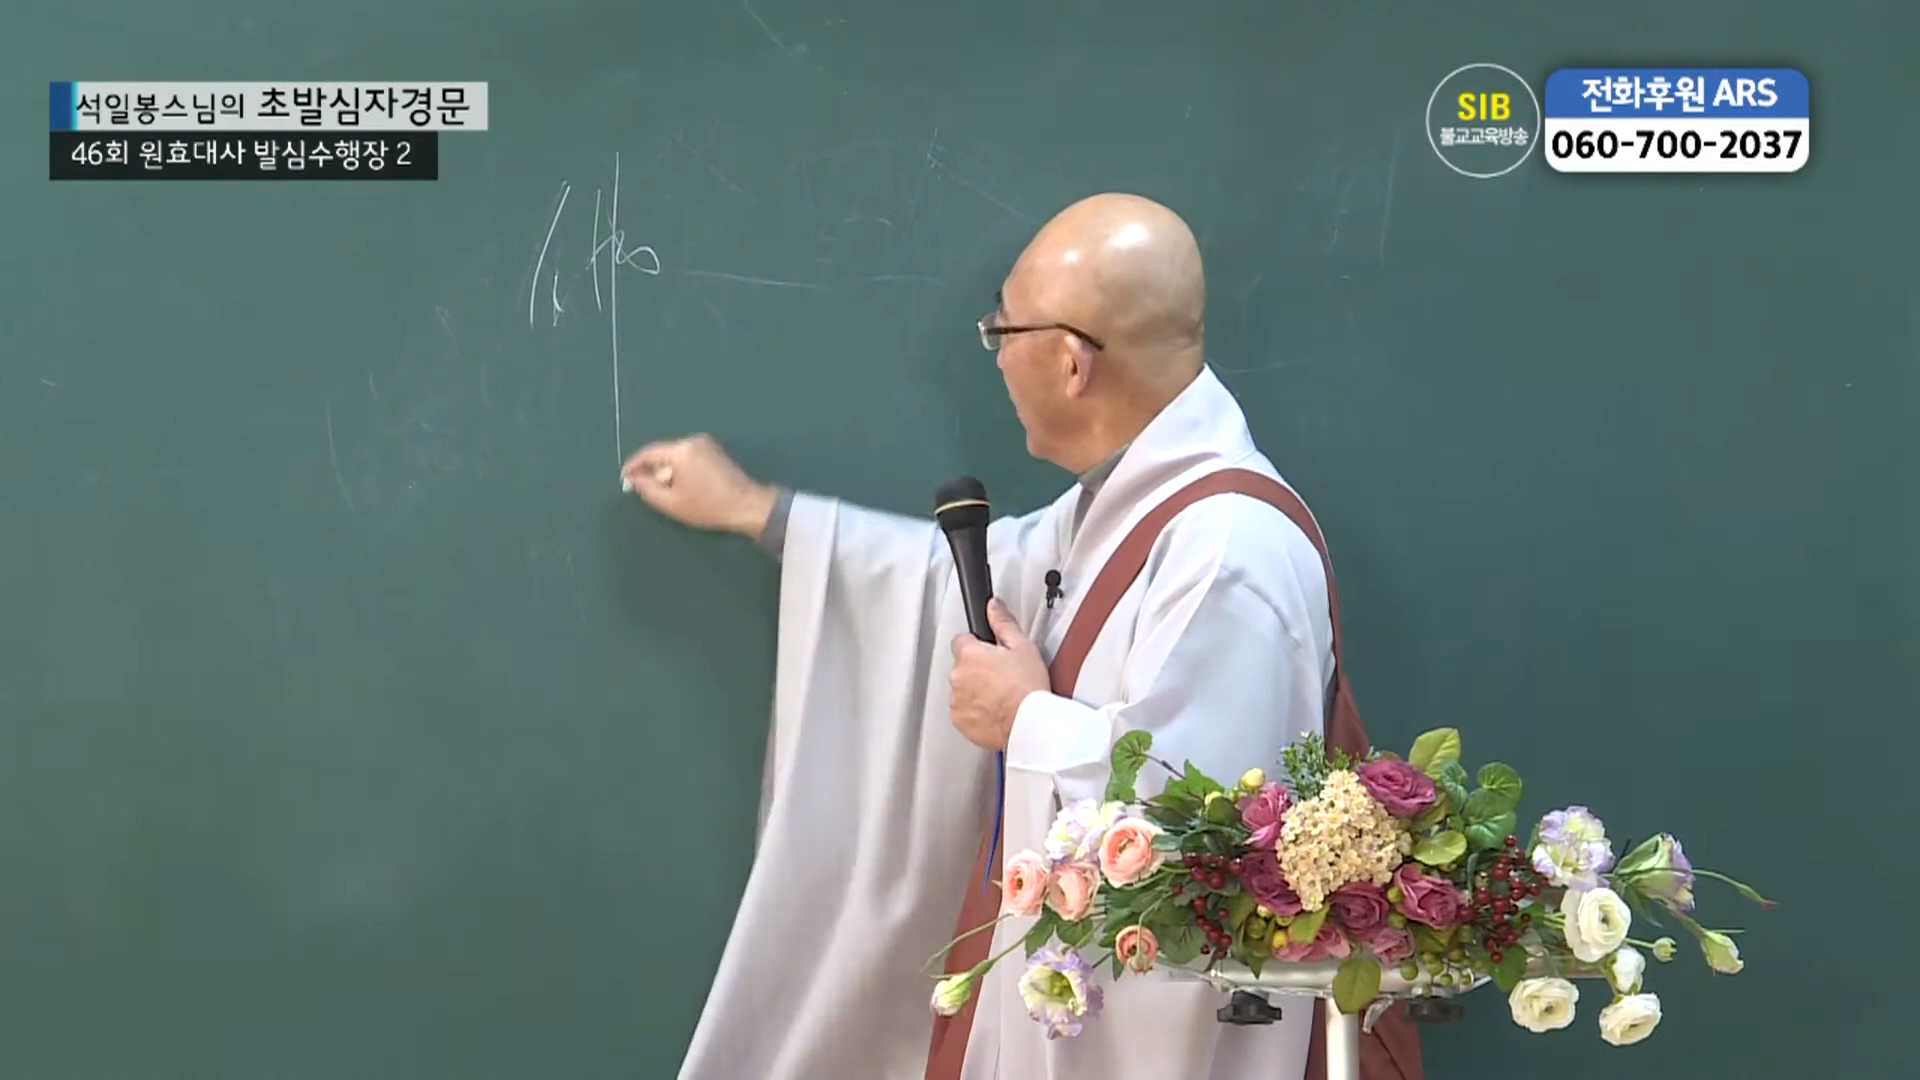 석일봉스님의 초발심자경문
46회 원효대사 발심수행장 2
SIB
불교교육방송
전화후원 ARS
060-700-2037